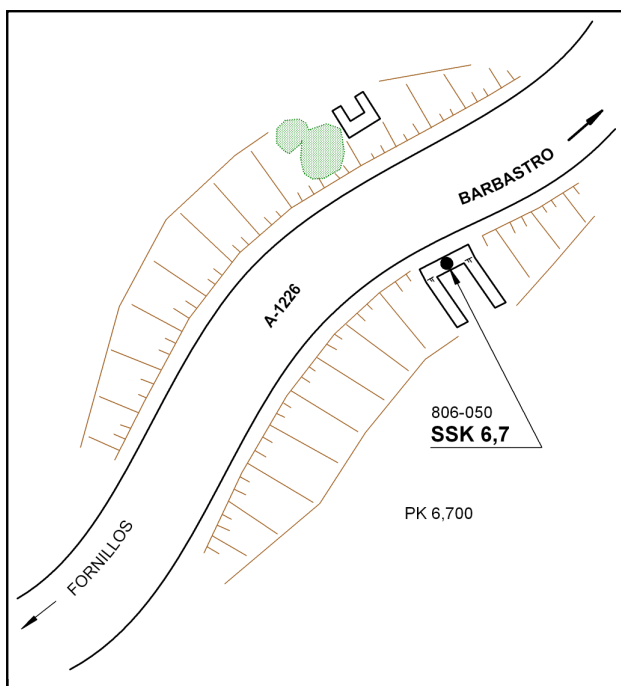 BARBASTRO
A-1226
806-050
SSK 6,7
PK 6,700
FORNILLOS